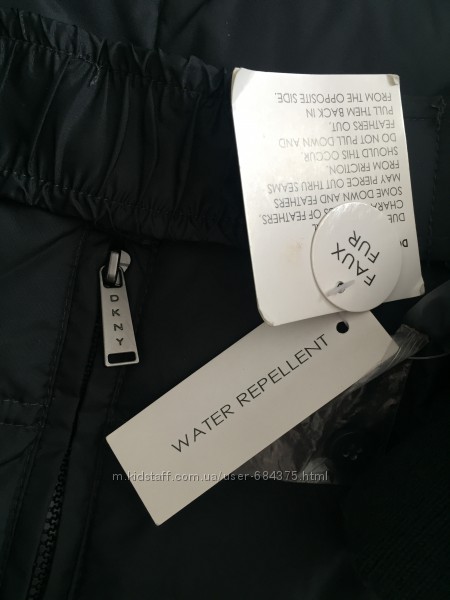 DUE
OF FEATHERS,
SOME DOWN AND FEATHERS
MAY PIERCE OUT THRU SEAMS
FROM FRICTION.
SHOULD THIS OCCUR,
DO NOT PULL DOWN AND
FEATHERS OUT.
PULL THEM BACK IN
FROM THE OPPOSITE SIDE.
FAUX
FUR
DKNY
WATER REPELLENT
m.kidstaff.com.ua/user-684375.html